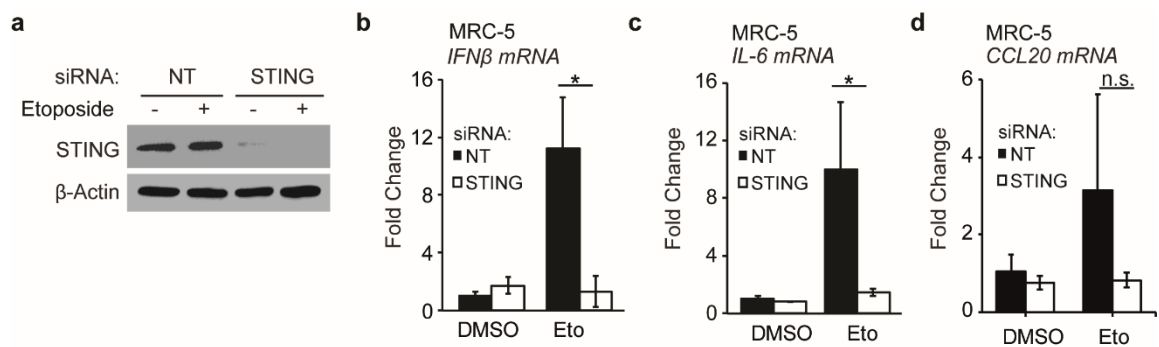 a
siRNA: NT STING
Etoposide - + - +
STING
β-Actin
b
MRC-5
IFNβ mRNA
Fold Change
16
12
8
4
0
siRNA:
NT
STING
*
DMSO Eto
c
MRC-5
IL-6 mRNA
Fold Change
16
12
8
4
0
siRNA:
NT
STING
*
DMSO Eto
d
MRC-5
CCL20 mRNA
Fold Change
6
4
2
0
siRNA:
NT
STING
n.s.
DMSO Eto